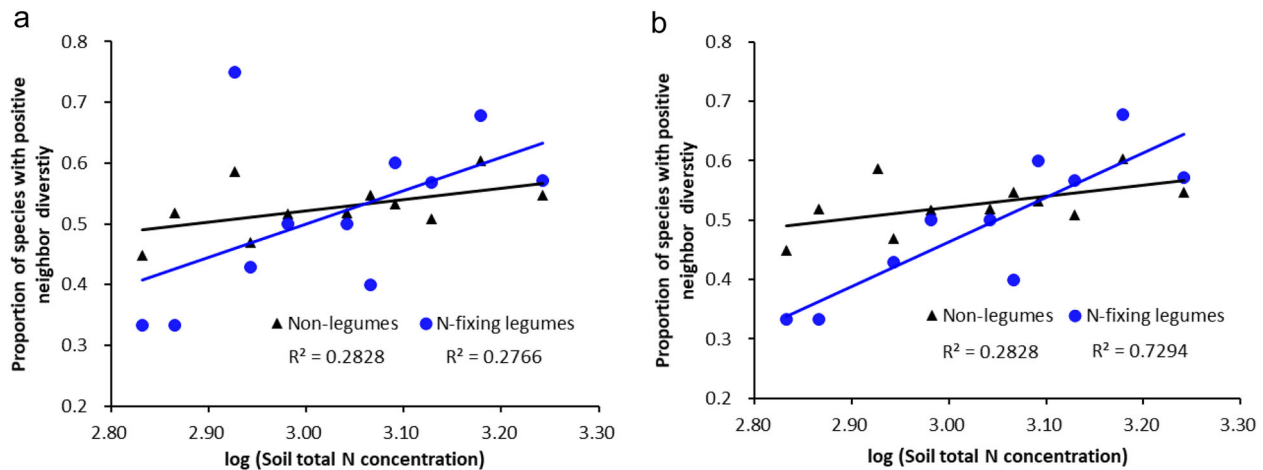 a
Proportion of species with positive
neighbor diverstiy
0.8
0.7
0.6
0.5
0.4
0.3
0.2
2.80 2.90 3.00 3.10 3.20 3.30
log (Soil total N concentration)
Non-legumes N-fixing legumes
R² = 0.2828 R² = 0.2766
b
Proportion of species with positive
neighbor diverstiy
0.8
0.7
0.6
0.5
0.4
0.3
0.2
2.80 2.90 3.00 3.10 3.20 3.30
log (Soil total N concentration)
Non-legumes N-fixing legumes
R² = 0.2828 R² = 0.7294